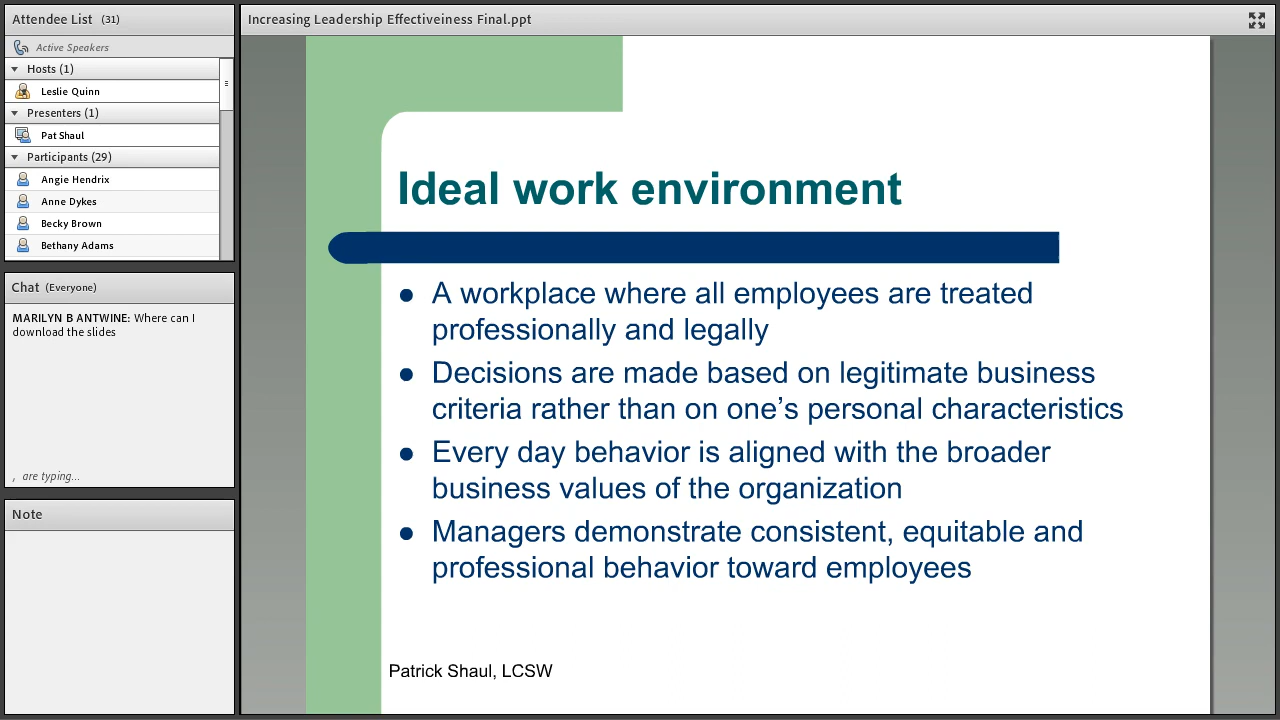 Attendee List (31)
Active Speakers
Hosts (1)
Leslie Quinn
Presenters (1)
Pat Shaul
Participants (29)
Angie Hendrix
Anne Dykes
Becky Brown
Bethany Adams
Chat (Everyone)
MARILYN B ANTWINE: Where can I
download the slides
, are typing...
Note
Increasing Leadership Effectiveiness Final.ppt
Ideal work environment
● A workplace where all employees are treated
professionally and legally
● Decisions are made based on legitimate business
criteria rather than on one’s personal characteristics
● Every day behavior is aligned with the broader
business values of the organization
● Managers demonstrate consistent, equitable and
professional behavior toward employees
Patrick Shaul, LCSW